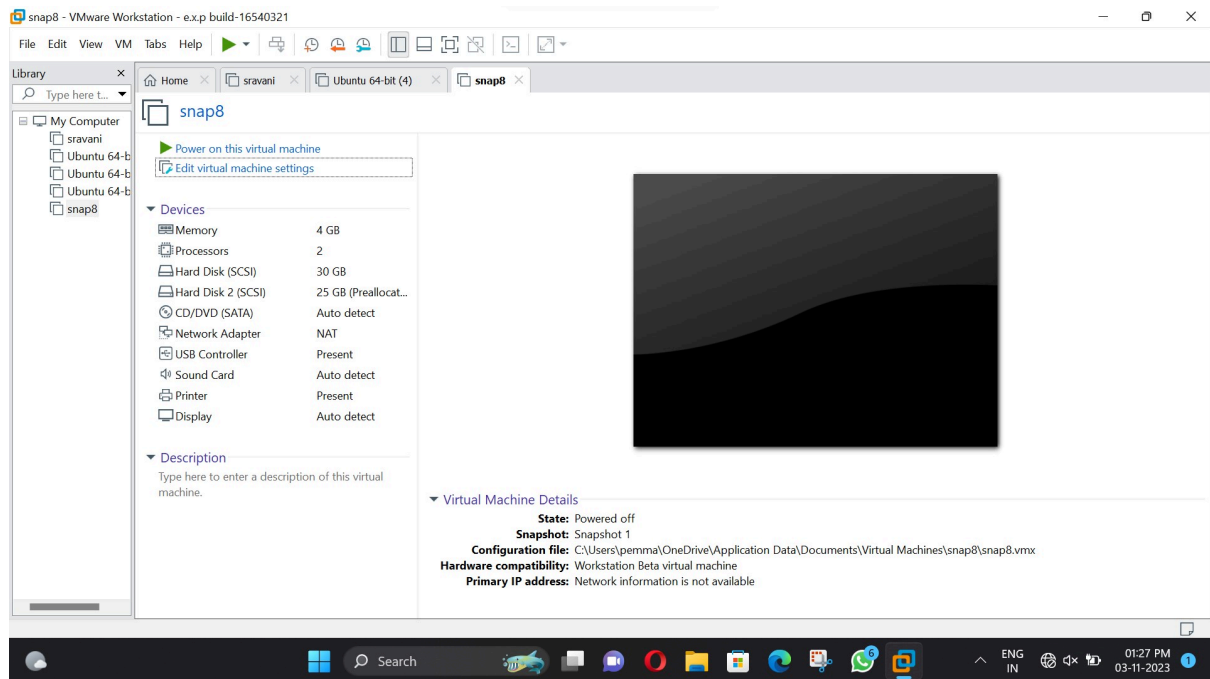 snap8 - VMware Workstation - e.x.p build-16540321
File Edit View VM Tabs Help
Library
Type here t...
My Computer
sravani
Ubuntu 64-b
Ubuntu 64-b
Ubuntu 64-b
snap8
Home sravani Ubuntu 64-bit (4) snap8
snap8
Power on this virtual machine
Edit virtual machine settings
Devices
Memory 4 GB
Processors 2
Hard Disk (SCSI) 30 GB
Hard Disk 2 (SCSI) 25 GB (Preallocat...
CD/DVD (SATA) Auto detect
Network Adapter NAT
USB Controller Present
Sound Card Auto detect
Printer Present
Display Auto detect
Description
Type here to enter a description of this virtual
machine.
Virtual Machine Details
State: Powered off
Snapshot: Snapshot 1
Configuration file: C:\Users\pemma\OneDrive\Application Data\Documents\Virtual Machines\snap8\snap8.vmx
Hardware compatibility: Workstation Beta virtual machine
Primary IP address: Network information is not available
Search
6
ENG
IN
01:27 PM
03-11-2023
1